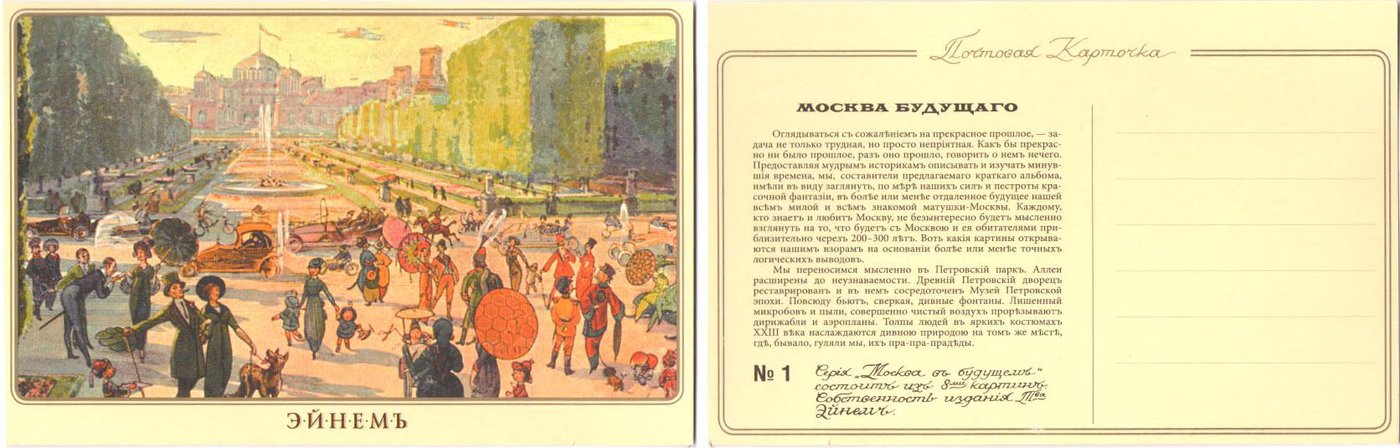 ЭЙНЕМЪ
Почтовая Карточка
МОСКВА БУДУЩАГО
Оглядываться съ сожалѣніемъ на прекрасное прошлое, — за-
дача не только трудная, но просто непріятная. Какъ бы прекрас-
но ни было прошлое, разъ оно прошло, говорить о немъ нечего.
Предоставляя мудрымъ историкамъ описывать и изучать минув-
шія времена, мы, составители предлагаемаго краткаго альбома,
имѣли въ виду заглянуть, по мѣрѣ нашихъ силъ и пестроты кра-
сочной фантазіи, въ болѣе или менѣе отдаленное будущее нашей
всѣмъ милой и всѣмъ знакомой матушки-Москвы. Каждому,
кто знаетъ и любитъ Москву, не безынтересно будетъ мысленно
взглянуть на то, что будетъ съ Москвою и ея обитателями при-
близительно черезъ 200–300 лѣтъ. Вотъ какія картины открыва-
ются нашимъ взорамъ на основаніи болѣе или менѣе точныхъ
логическихъ выводовъ.
Мы переносимся мысленно въ Петровскій паркъ. Аллеи
расширены до неузнаваемости. Древній Петровскій дворецъ
реставрированъ и въ немъ сосредоточенъ Музей Петровской
эпохи. Повсюду бьютъ, сверкая, дивные фонтаны. Лишенный
микробовъ и пыли, совершенно чистый воздухъ прорѣзываютъ
дирижабли и аэропланы. Толпы людей въ яркихъ костюмахъ
XXIII вѣка наслаждаются дивною природою на томъ же мѣстѣ,
гдѣ, бывало, гуляли мы, ихъ пра-пра-прадѣды.
№ 1
Серія „Москва въ будущемъ“
состоитъ изъ 8ми картинъ.
Собственность изданія Тва
Эйнемъ.